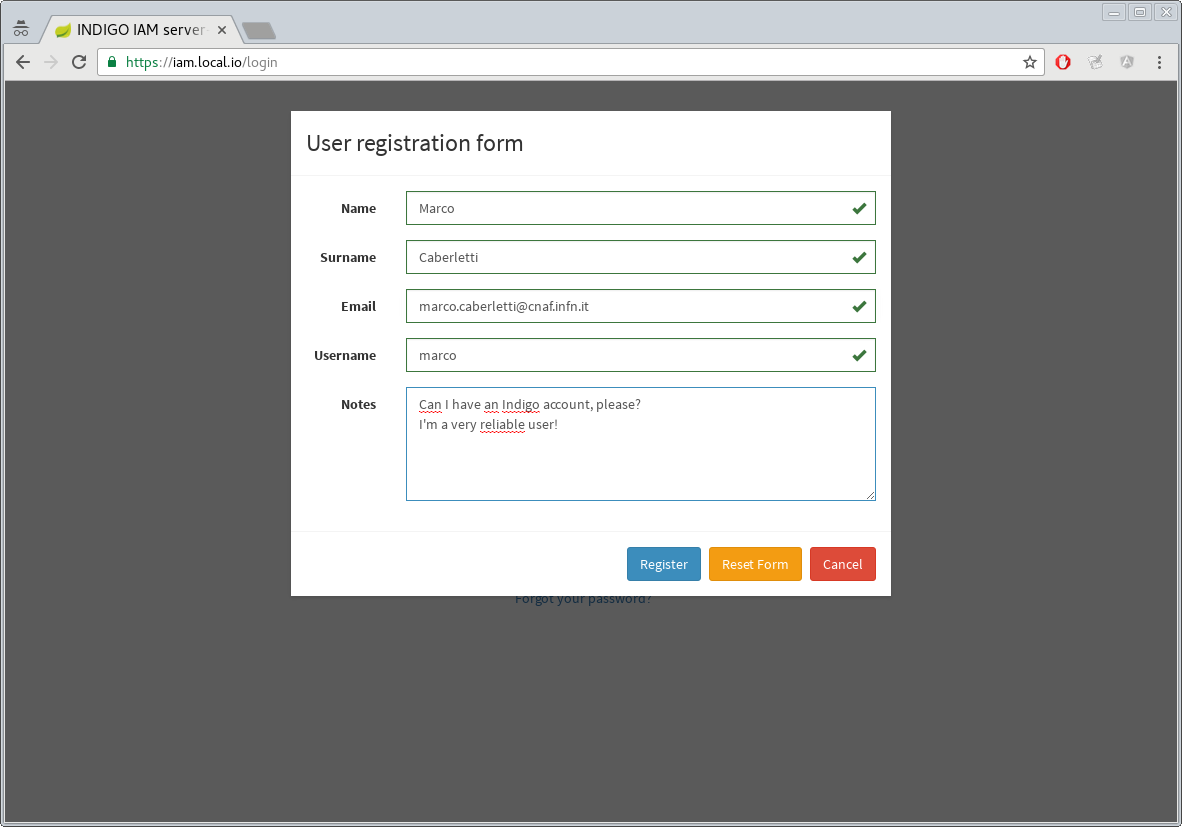 INDIGO IAM server
https://iam.local.io/login
User registration form
Name Marco
Surname Caberletti
Email marco.caberletti@cnaf.infn.it
Username marco
Notes Can I have an Indigo account, please?
I'm a very reliable user!
Register Reset Form Cancel
Forgot your password?